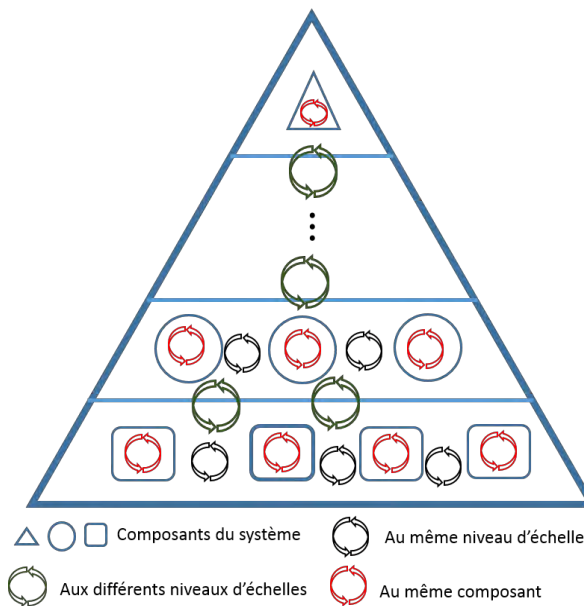 Composants du système
Au même niveau d'échelle
Aux différents niveaux d'échelles
Au même composant